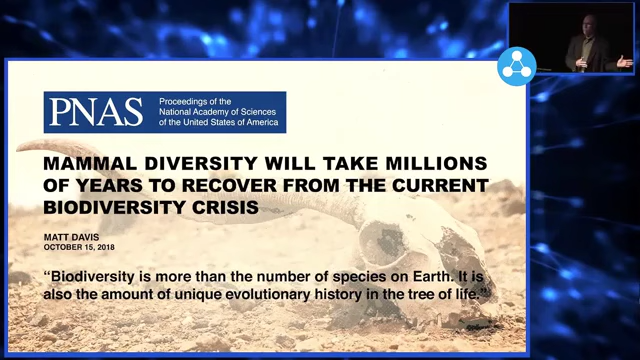 PNAS
Proceedings of the
National Academy of Sciences
of the United States of America
MAMMAL DIVERSITY WILL TAKE MILLIONS
OF YEARS TO RECOVER FROM THE CURRENT
BIODIVERSITY CRISIS
MATT DAVIS
OCTOBER 15, 2018
“Biodiversity is more than the number of species on Earth. It is
also the amount of unique evolutionary history in the tree of life.”